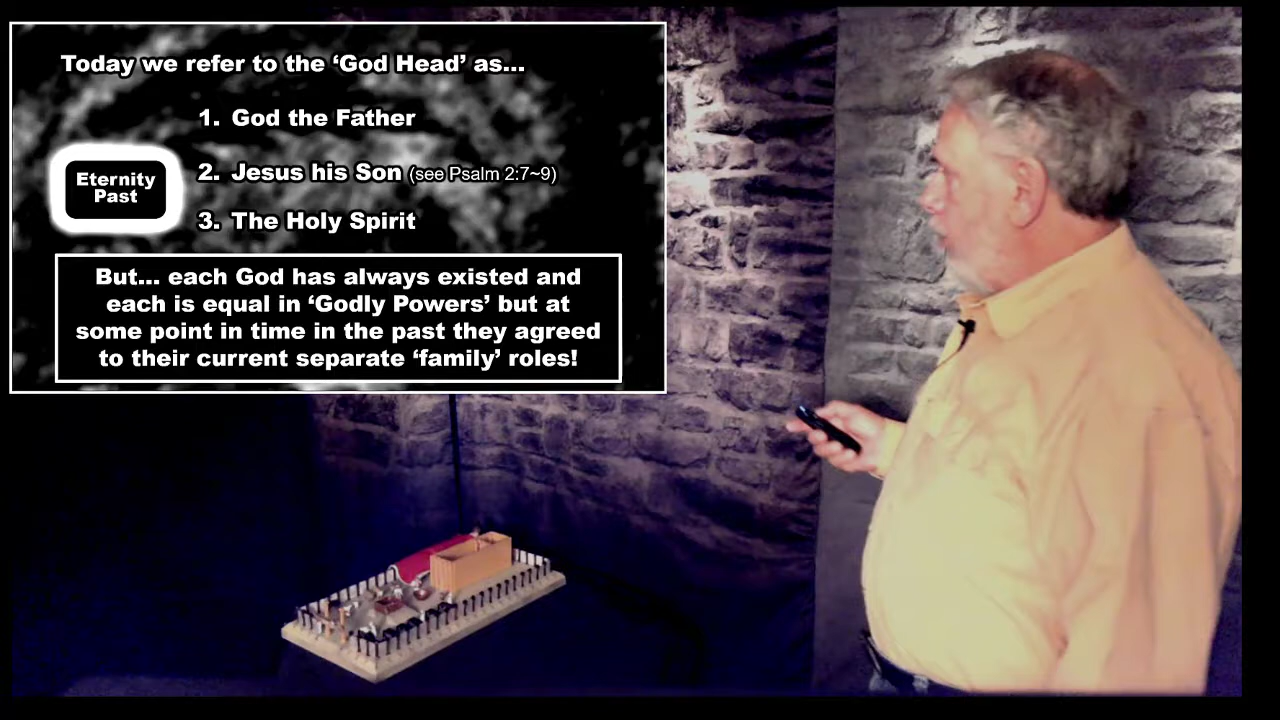 Today we refer to the ‘God Head’ as...
1. God the Father
Eternity
Past
2. Jesus his Son (see Psalm 2:7~9)
3. The Holy Spirit
But... each God has always existed and
each is equal in ‘Godly Powers’ but at
some point in time in the past they agreed
to their current separate ‘family’ roles!